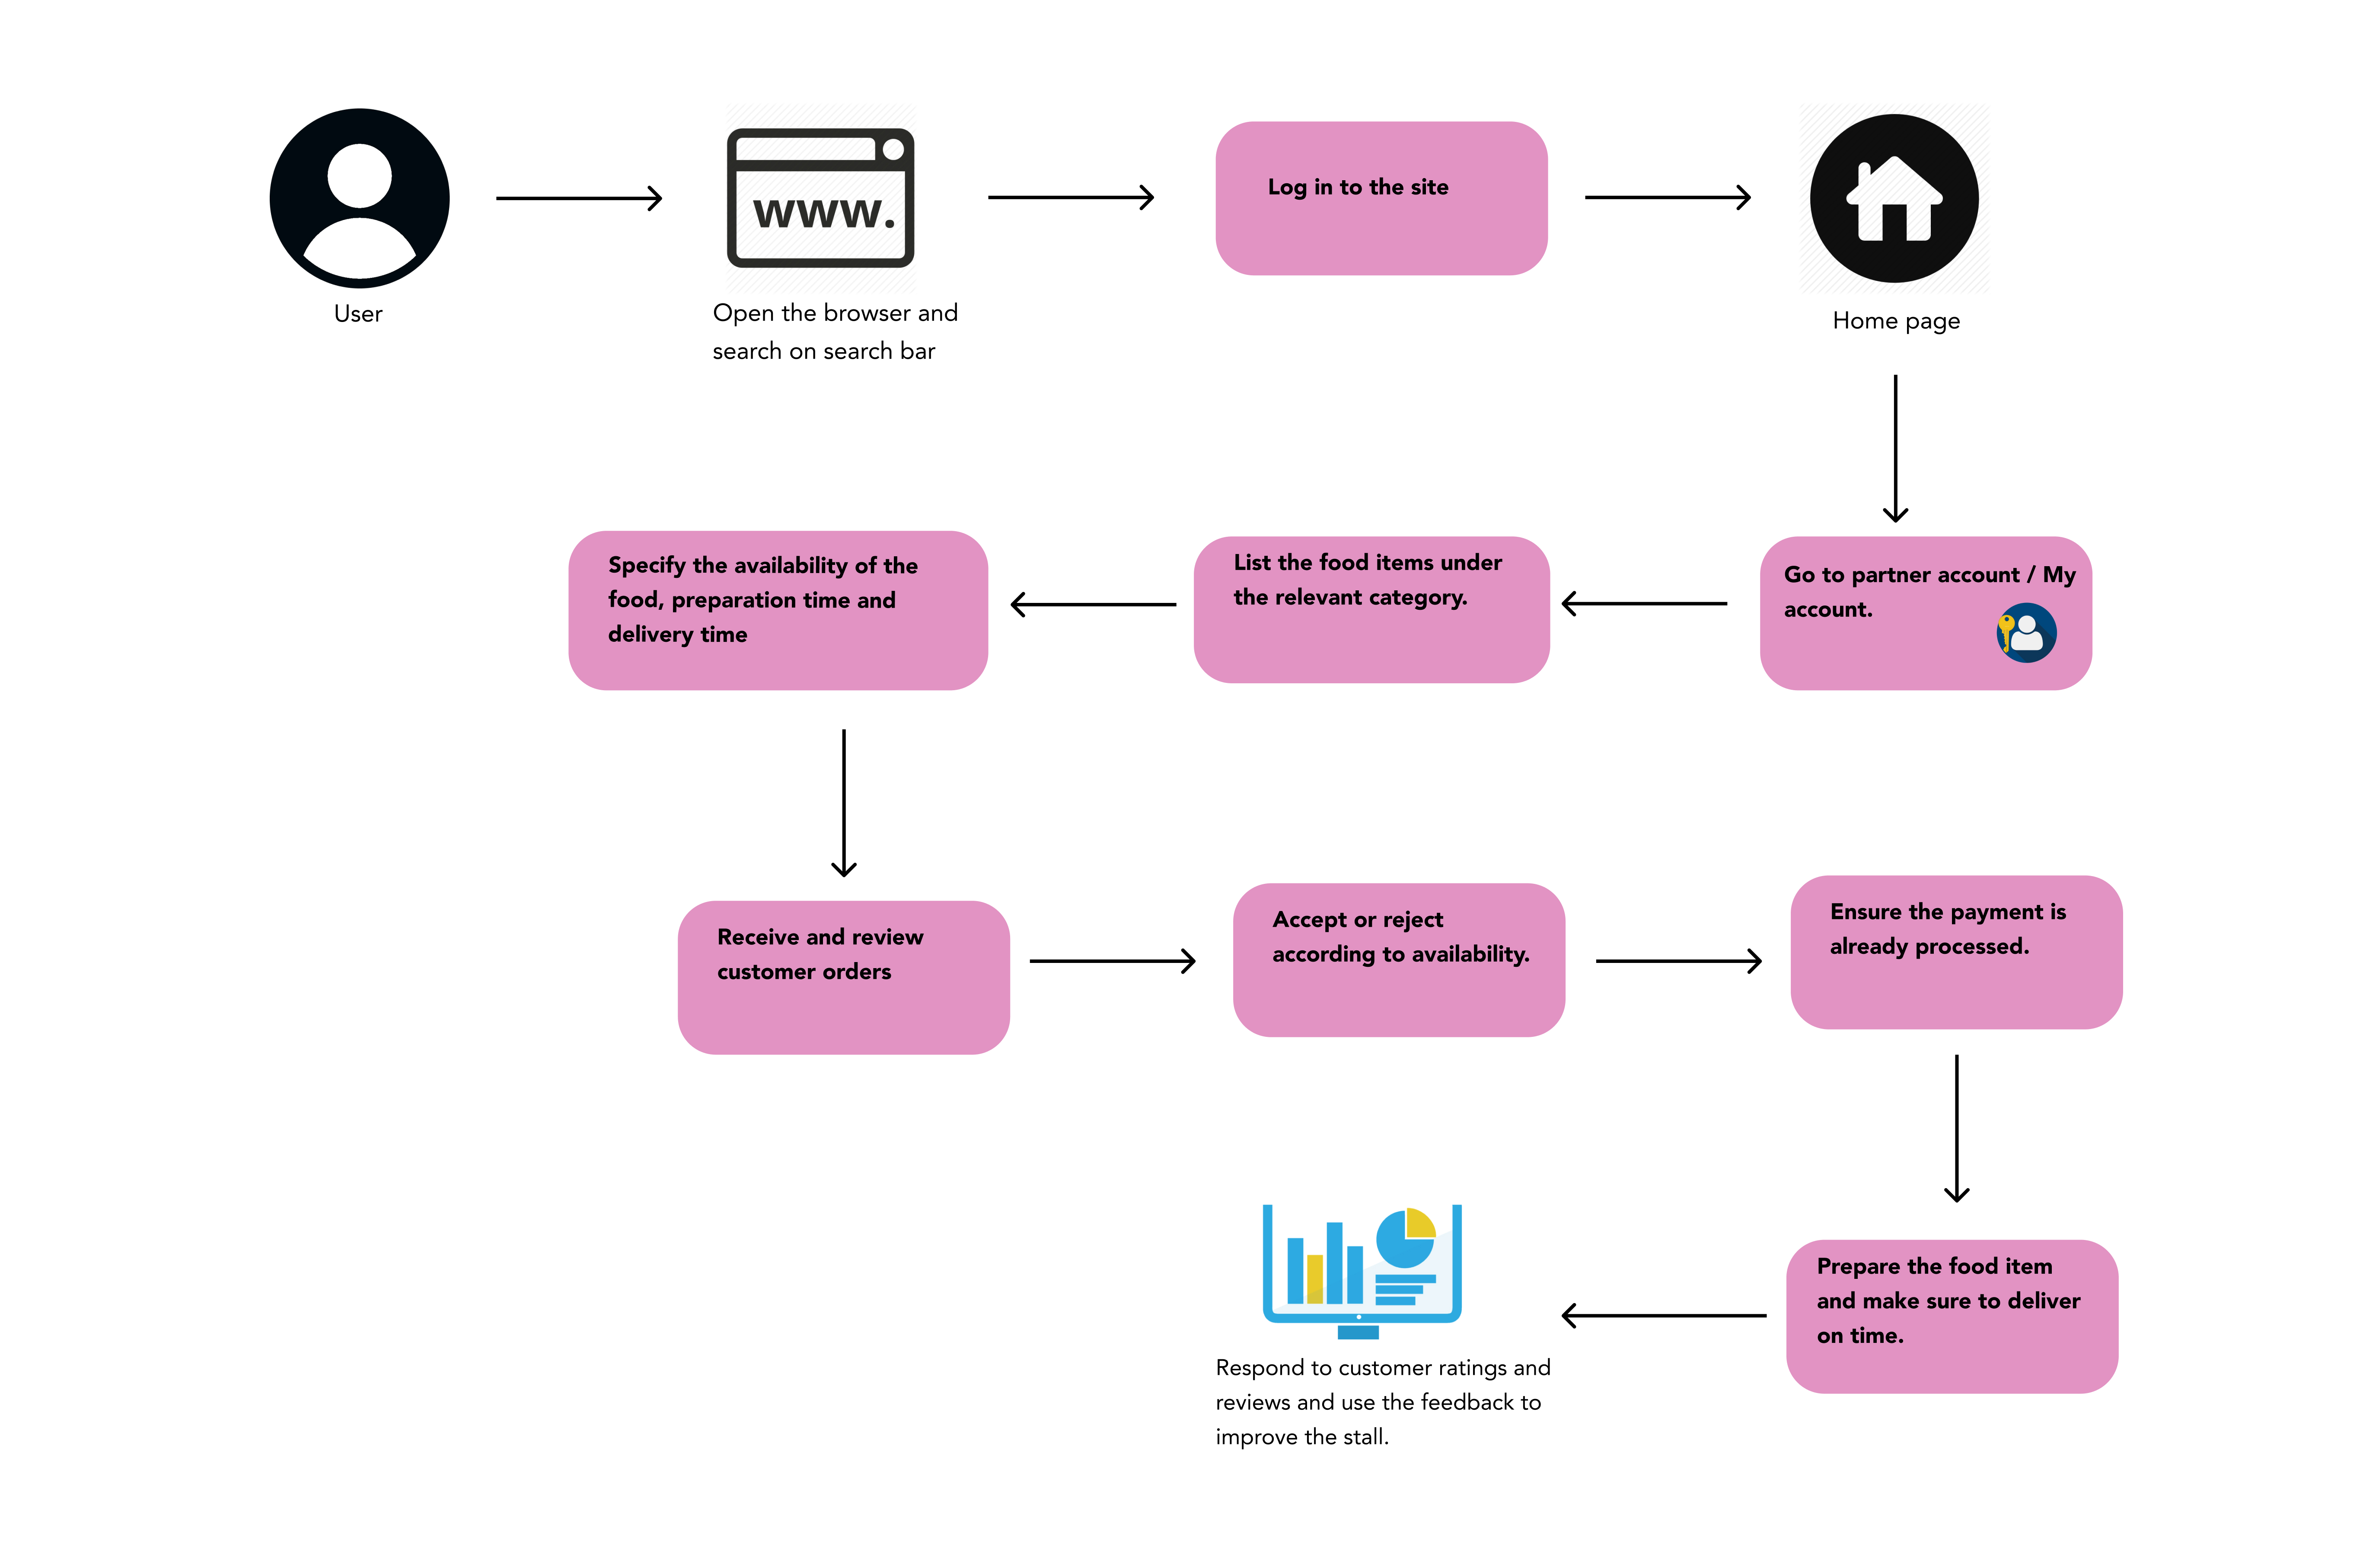 www.
Log in to the site
User
Open the browser and
search on search bar
Home page
Go to partner account / My
account.
List the food items under
the relevant category.
Specify the availability of the
food, preparation time and
delivery time
Receive and review
customer orders
Accept or reject
according to availability.
Ensure the payment is
already processed.
Prepare the food item
and make sure to deliver
on time.
Respond to customer ratings and
reviews and use the feedback to
improve the stall.